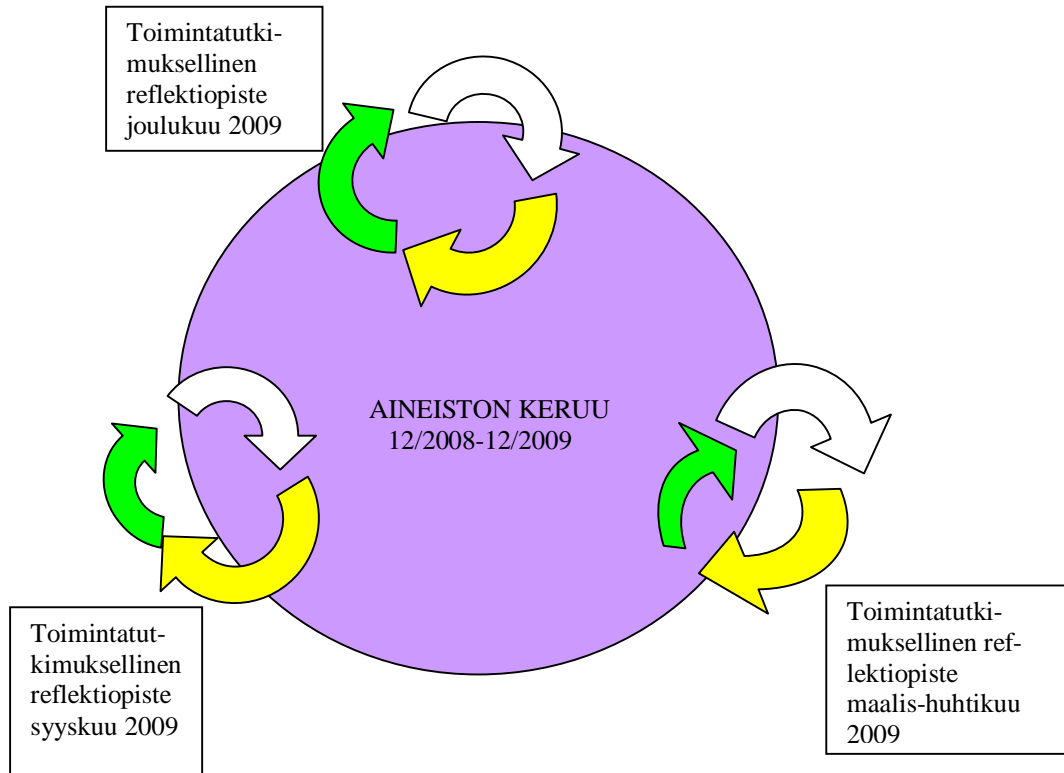 Toimintatutki-
muksellinen
reflektiopiste
joulukuu 2009
AINEISTON KERUU
12/2008-12/2009
Toimintatut-
kimuksellinen
reflektiopiste
syyskuu 2009
Toimintatutki-
muksellinen ref-
lektiopiste
maalis-huhtikuu
2009